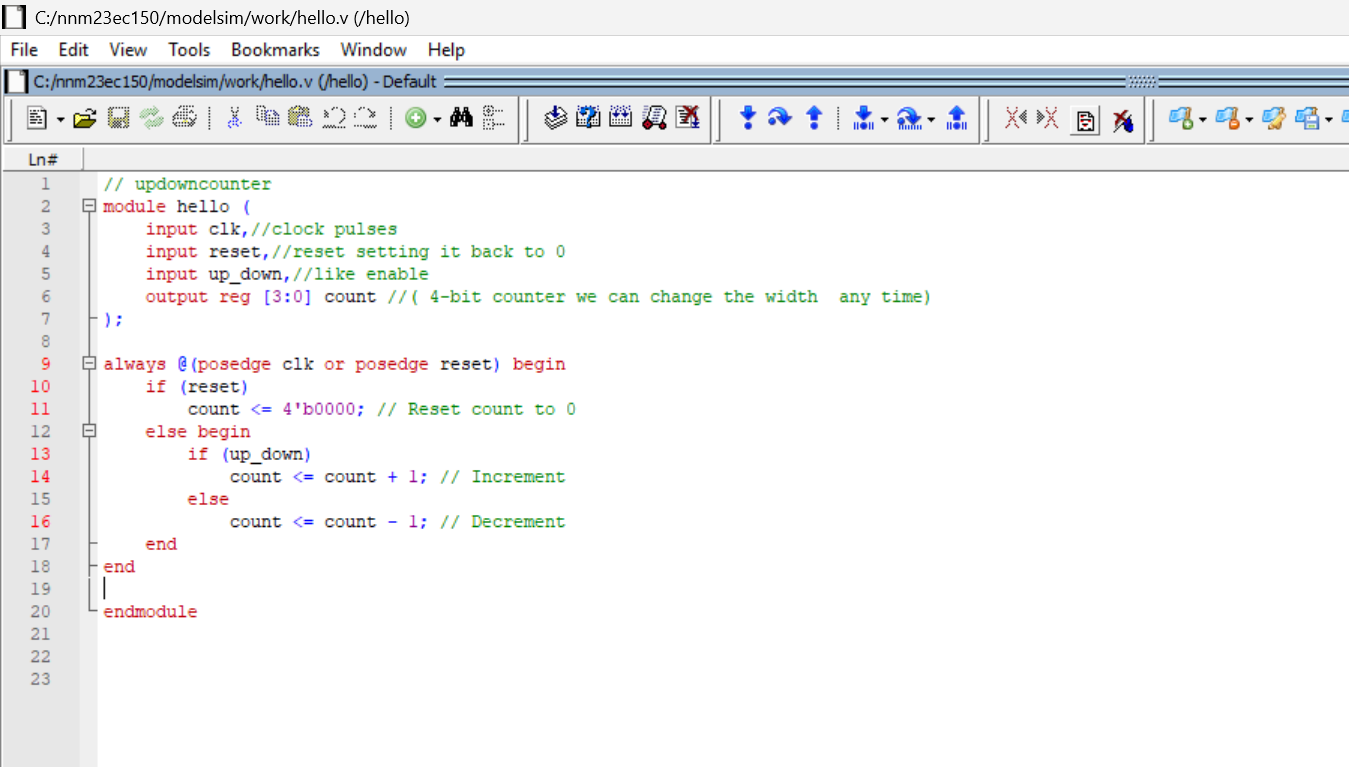 C:/nnm23ec150/modelsim/work/hello.v (/hello)
File Edit View Tools Bookmarks Window Help
C:/nnm23ec150/modelsim/work/hello.v (/hello) - Default
Ln#
1 // updowncounter
2 module hello (
3     input clk,//clock pulses
4     input reset,//reset setting it back to 0
5     input up_down,//like enable
6     output reg [3:0] count //( 4-bit counter we can change the width  any time)
7 );
8
9 always @(posedge clk or posedge reset) begin
10     if (reset)
11         count <= 4'b0000; // Reset count to 0
12     else begin
13         if (up_down)
14             count <= count + 1; // Increment
15         else
16             count <= count - 1; // Decrement
17     end
18 end
19
20 endmodule
21
22
23